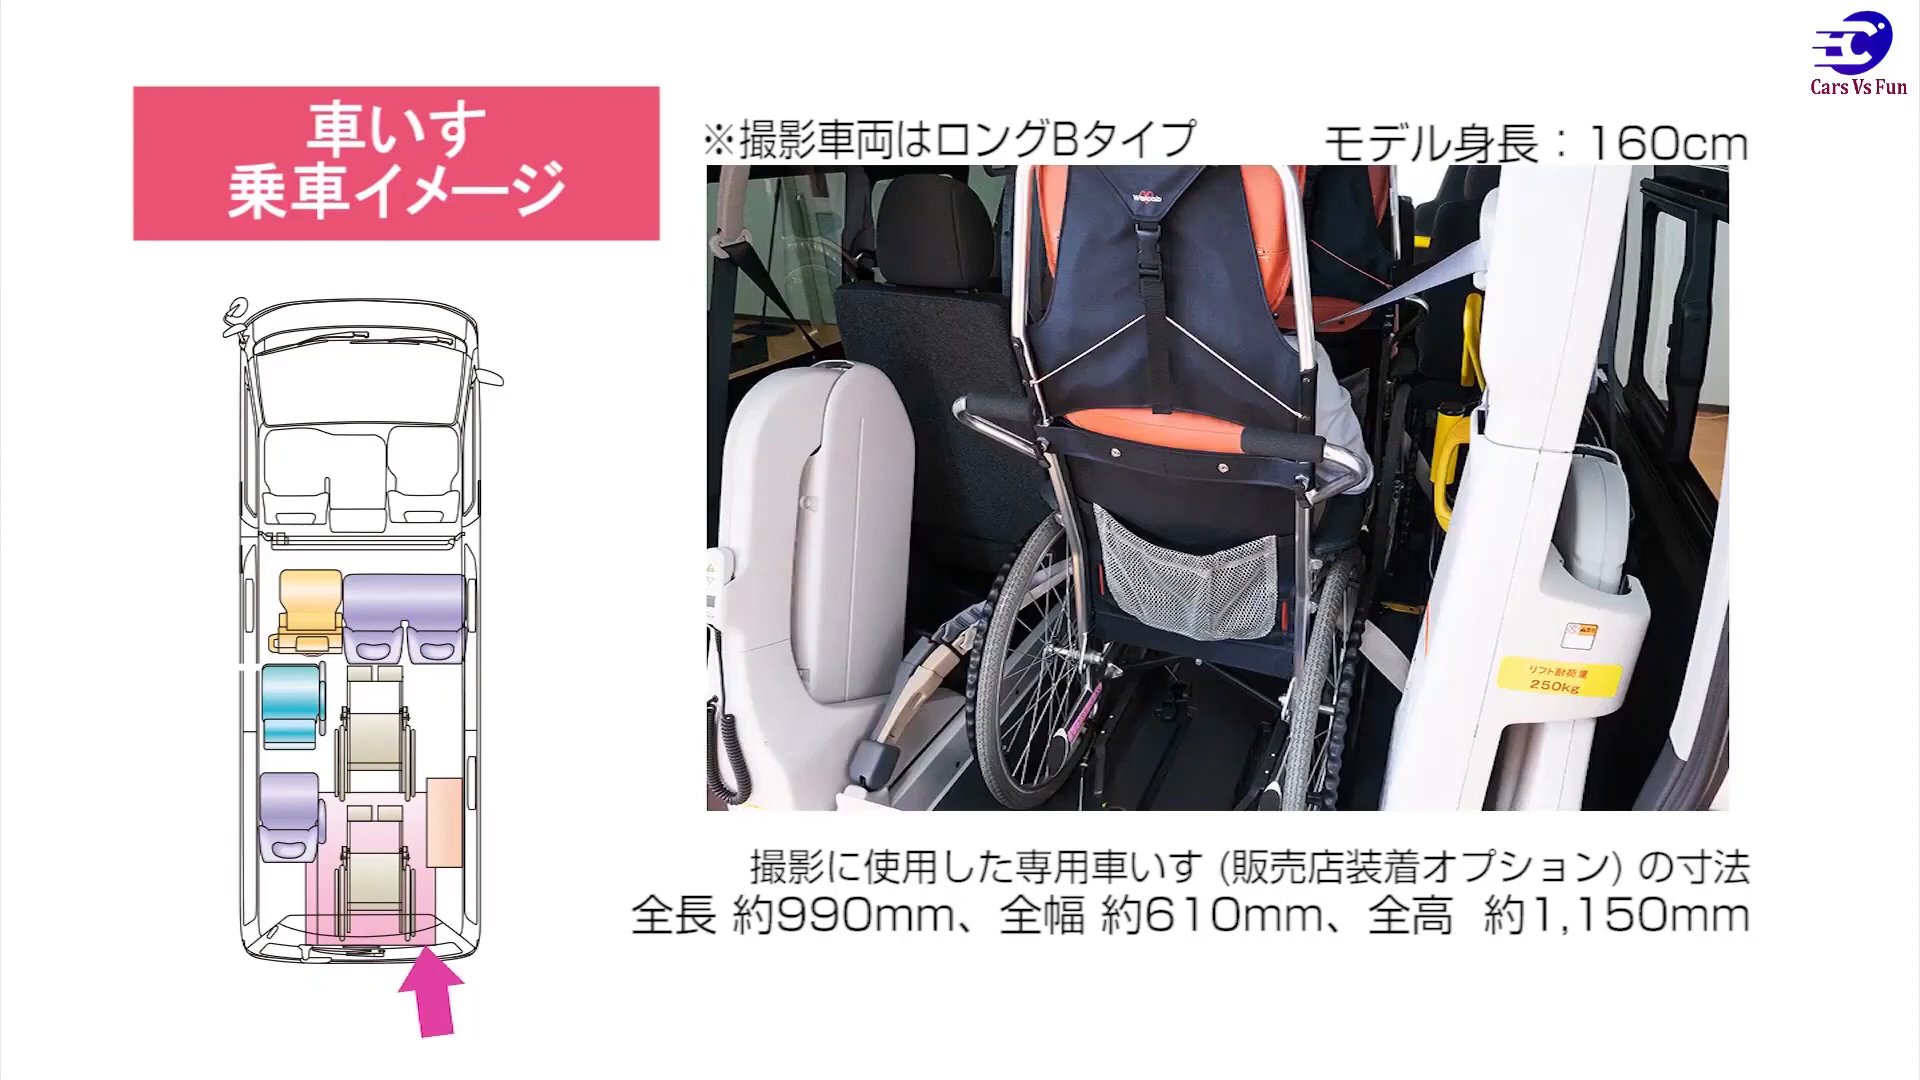 Cars Vs Fun
車いす
乗車イメージ
※撮影車両はロングBタイプ
モデル身長：160cm
welcab
リフト耐荷重
250kg
撮影に使用した専用車いす (販売店装着オプション) の寸法
全長 約990mm、全幅 約610mm、全高 約1,150mm